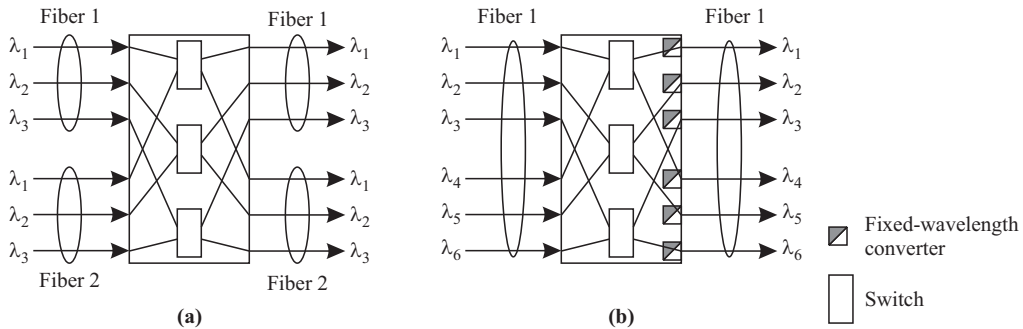 Fiber 1
Fiber 1
Fiber 1
Fiber 1
λ1 λ1
λ2 λ2
λ3 λ3
λ1 λ1
λ2 λ2
λ3 λ3
Fiber 2
Fiber 2
(a)
λ1 λ1
λ2 λ2
λ3 λ3
λ4 λ4
λ5 λ5
λ6 λ6
(b)
Fixed-wavelength
converter
Switch